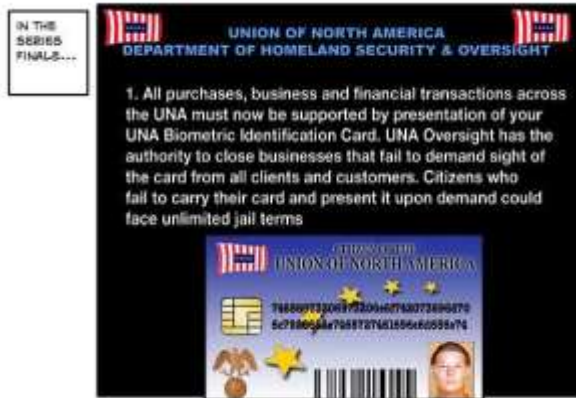 IN THE
SERIES
FINALE...
UNION OF NORTH AMERICA
DEPARTMENT OF HOMELAND SECURITY & OVERSIGHT
1. All purchases, business and financial transactions across
the UNA must now be supported by presentation of your
UNA Biometric Identification Card. UNA Oversight has the
authority to close businesses that fail to demand sight of
the card from all clients and customers. Citizens who
fail to carry their card and present it upon demand could
face unlimited jail terms
CITIZEN OF THE
UNION OF NORTH AMERICA